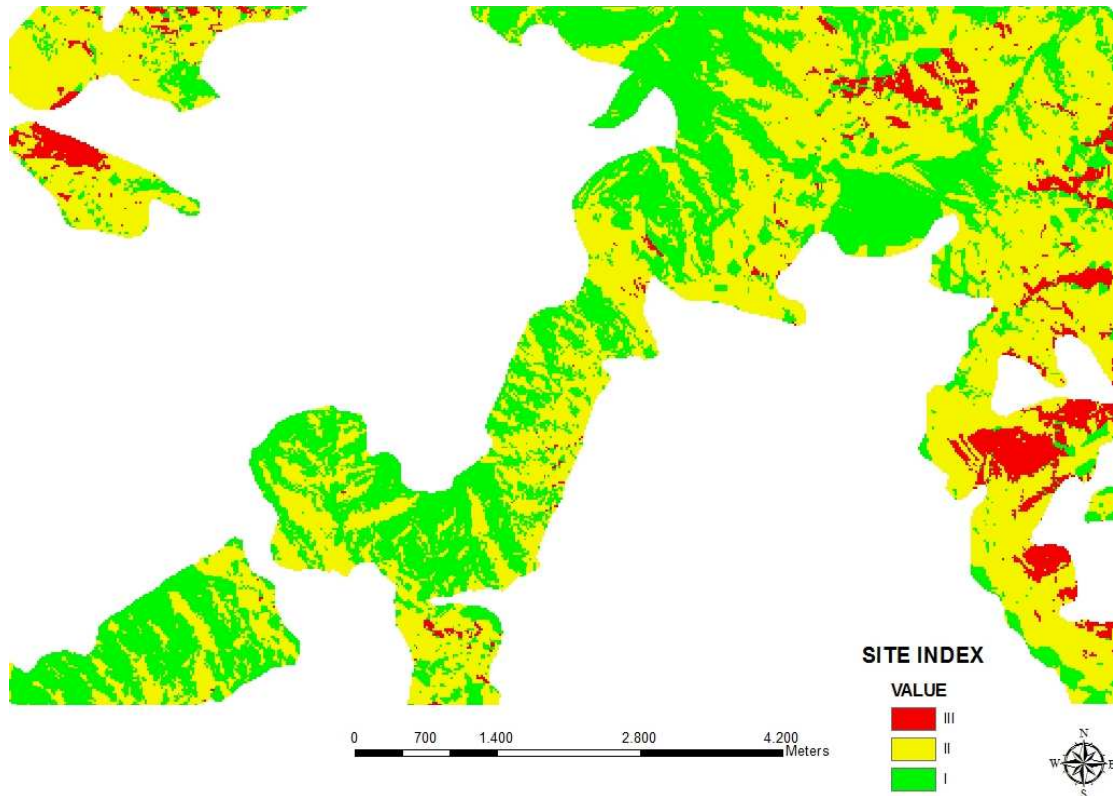 SITE INDEX
VALUE
III
II
I
0 700 1.400 2.800 4.200
Meters
N
W E
S